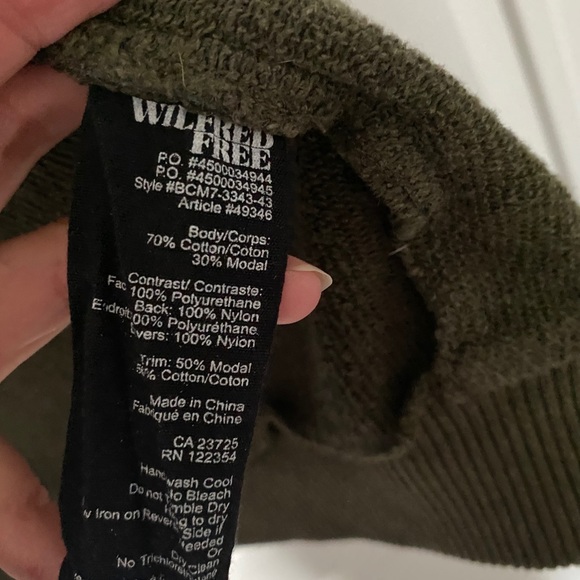 WILFRED
FREE
P.O. #4500034944
P.O. #4500034945
Style #BCM7-3343-43
Article #49346
Body/Corps:
70% Cotton/Coton
30% Modal
Contrast/ Contraste:
100% Polyurethane
Back: 100% Nylon
100% Polyuréthane
100% Nylon
Trim: 50% Modal
Cotton/Coton
Made in China
Fabriqué en Chine
CA 23725
RN 122354
Hand wash Cool
Do not Bleach
Dry
Iron on
to dry
Side if
Needed
Or
Clean
No